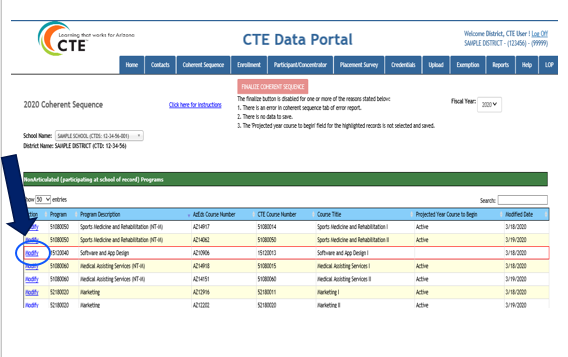 Learning that works for Arizona
CTE
CTE Data Portal
Welcome District, CTE User ! Log Off
SAMPLE DISTRICT - (123456) - (99999)
Home Contacts Coherent Sequence Enrollment Participant/Concentrator Placement Survey Credentials Upload Exemption Reports Help LOP
FINALIZE COHERENT SEQUENCE
2020 Coherent Sequence
Click here for instructions
The finalize button is disabled for one or more of the reasons stated below:
1. There is an error in coherent sequence tab of error report.
2. There is no data to save.
3. The 'Projected year course to begin' field for the highlighted records is not selected and saved.
Fiscal Year: 2020
School Name: SAMPLE SCHOOL (CTDS: 12-34-56-001)
District Name: SAMPLE DISTRICT (CTD: 12-34-56)
NonArticulated (participating at school of record) Programs
Show 50 entries
Search:
Action Program Program Description AzEds Course Number CTE Course Number Course Title Projected Year Course to Begin Modified Date
Modify 51080050 Sports Medicine and Rehabilitation (NT-IA) AZ14917 51080014 Sports Medicine and Rehabilitation I Active 3/18/2020
Modify 51080050 Sports Medicine and Rehabilitation (NT-IA) AZ14062 51080050 Sports Medicine and Rehabilitation II Active 3/19/2020
Modify 15120040 Software and App Design AZ10906 15120013 Software and App Design I 3/18/2020
Modify 51080060 Medical Assisting Services (NT-IA) AZ14918 51080015 Medical Assisting Services I Active 3/18/2020
Modify 51080060 Medical Assisting Services (NT-IA) AZ14151 51080060 Medical Assisting Services II Active 3/19/2020
Modify 52180020 Marketing AZ12916 52180011 Marketing I Active 3/18/2020
Modify 52180020 Marketing AZ12202 52180020 Marketing II Active 3/19/2020